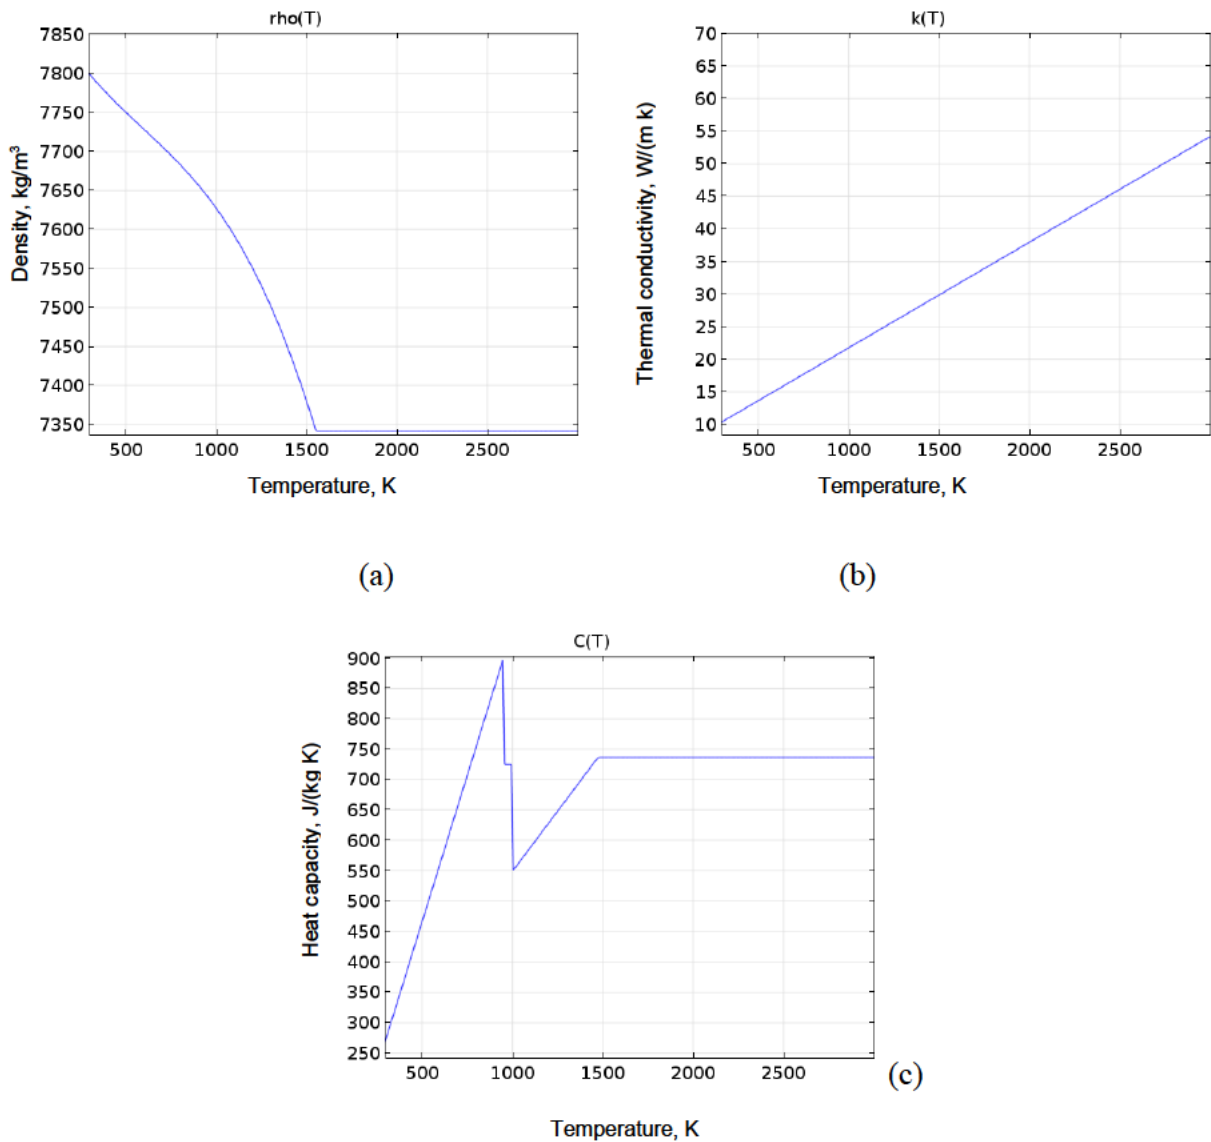 rho(T)
7850
7800
7750
7700
7650
7600
7550
7500
7450
7400
7350
500 1000 1500 2000 2500
Density, kg/m³
Temperature, K
(a)
k(T)
70
65
60
55
50
45
40
35
30
25
20
15
10
500 1000 1500 2000 2500
Thermal conductivity, W/(m k)
Temperature, K
(b)
C(T)
900
850
800
750
700
650
600
550
500
450
400
350
300
250
500 1000 1500 2000 2500
Heat capacity, J/(kg K)
Temperature, K
(c)